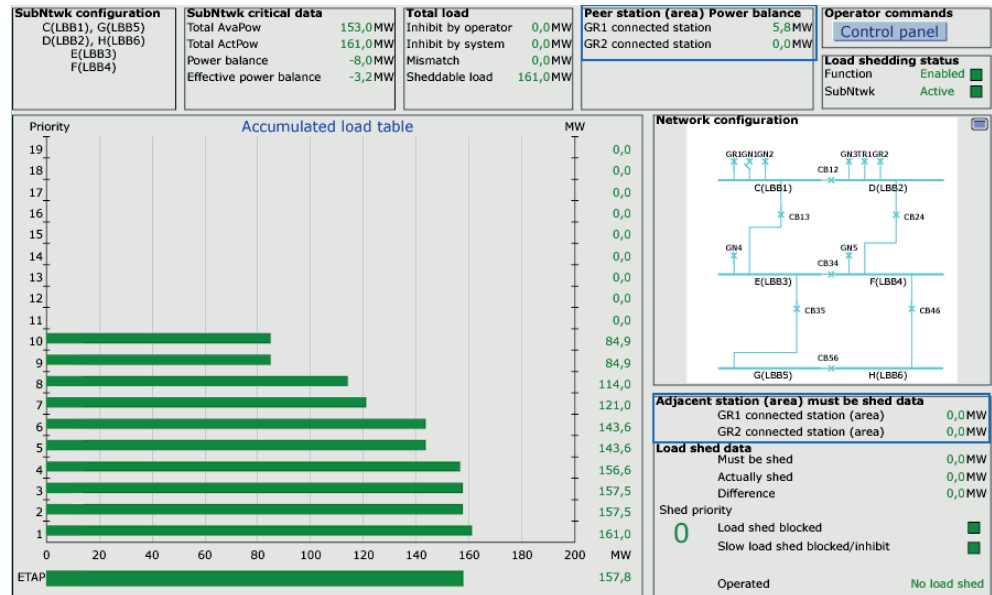 SubNtwk configuration
C(LBB1), G(LBB5)
D(LBB2), H(LBB6)
E(LBB3)
F(LBB4)
SubNtwk critical data
Total AvaPow 153,0 MW
Total ActPow 161,0 MW
Power balance -8,0 MW
Effective power balance -3,2 MW
Total load
Inhibit by operator 0,0 MW
Inhibit by system 0,0 MW
Mismatch 0,0 MW
Sheddable load 161,0 MW
Peer station (area) Power balance
GR1 connected station 5,8 MW
GR2 connected station 0,0 MW
Operator commands
Control panel
Load shedding status
Function Enabled
SubNtwk Active
Priority Accumulated load table MW
19 0,0
18 0,0
17 0,0
16 0,0
15 0,0
14 0,0
13 0,0
12 0,0
11 0,0
10 84,9
9 84,9
8 114,0
7 121,0
6 143,6
5 143,6
4 156,6
3 157,5
2 157,5
1 161,0
0 20 40 60 80 100 120 140 160 180 200 MW
ETAP 157,8
Network configuration
GR1 GN1 GN2 GN3 TR1 GR2
CB12
C(LBB1) D(LBB2)
CB13 CB24
GN4 GN5
CB34
E(LBB3) F(LBB4)
CB35 CB46
CB56
G(LBB5) H(LBB6)
Adjacent station (area) must be shed data
GR1 connected station (area) 0,0 MW
GR2 connected station (area) 0,0 MW
Load shed data
Must be shed 0,0 MW
Actually shed 0,0 MW
Difference 0,0 MW
Shed priority
0
Load shed blocked
Slow load shed blocked/inhibit
Operated No load shed